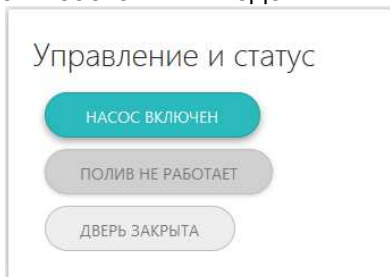 Управление и статус
НАСОС ВКЛЮЧЕН
ПОЛИВ НЕ РАБОТАЕТ
ДВЕРЬ ЗАКРЫТА